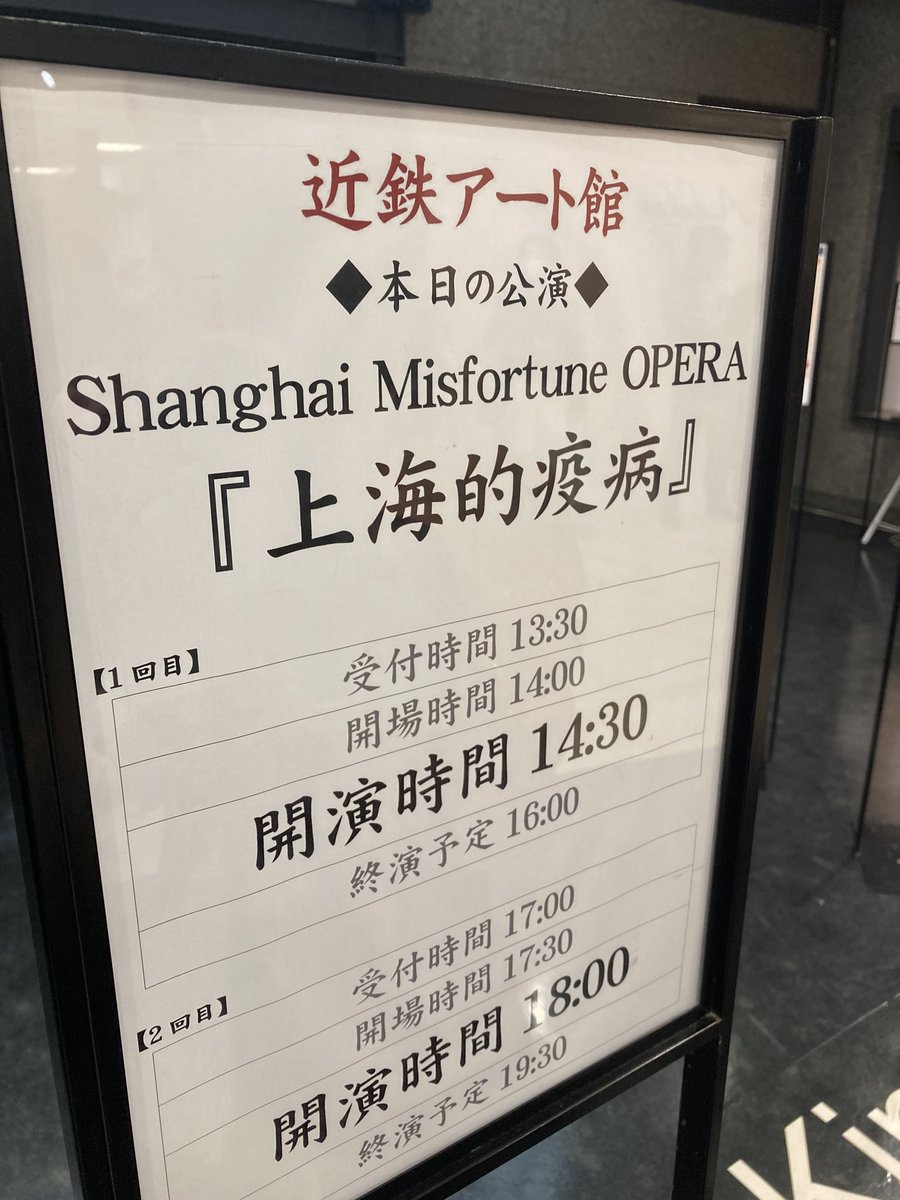 近鉄アート館
◆本日の公演◆
Shanghai Misfortune OPERA
『上海的疫病』
【1回目】
受付時間 13:30
開場時間 14:00
開演時間 14:30
終演予定 16:00
【2回目】
受付時間 17:00
開場時間 17:30
開演時間 18:00
終演予定 19:30